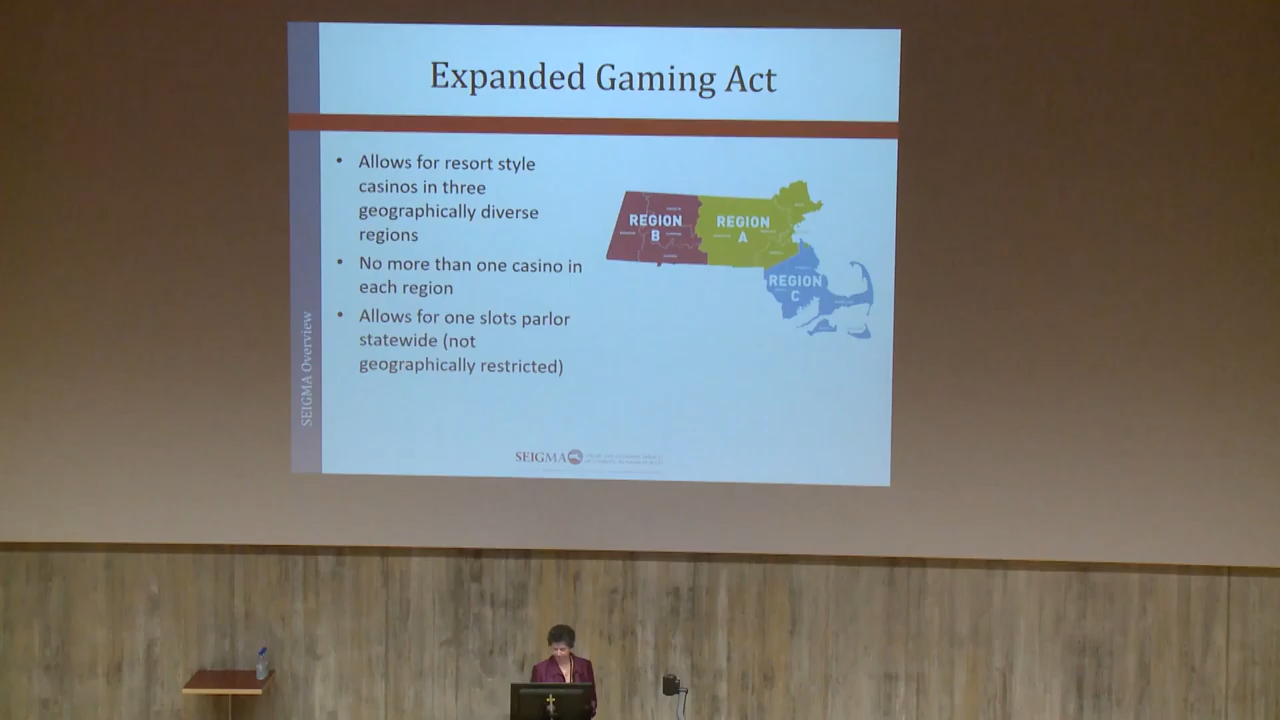 Expanded Gaming Act
• Allows for resort style
casinos in three
geographically diverse
regions
• No more than one casino in
each region
• Allows for one slots parlor
statewide (not
geographically restricted)
REGION
B
REGION
A
REGION
C
SEIGMA Overview
SEIGMA